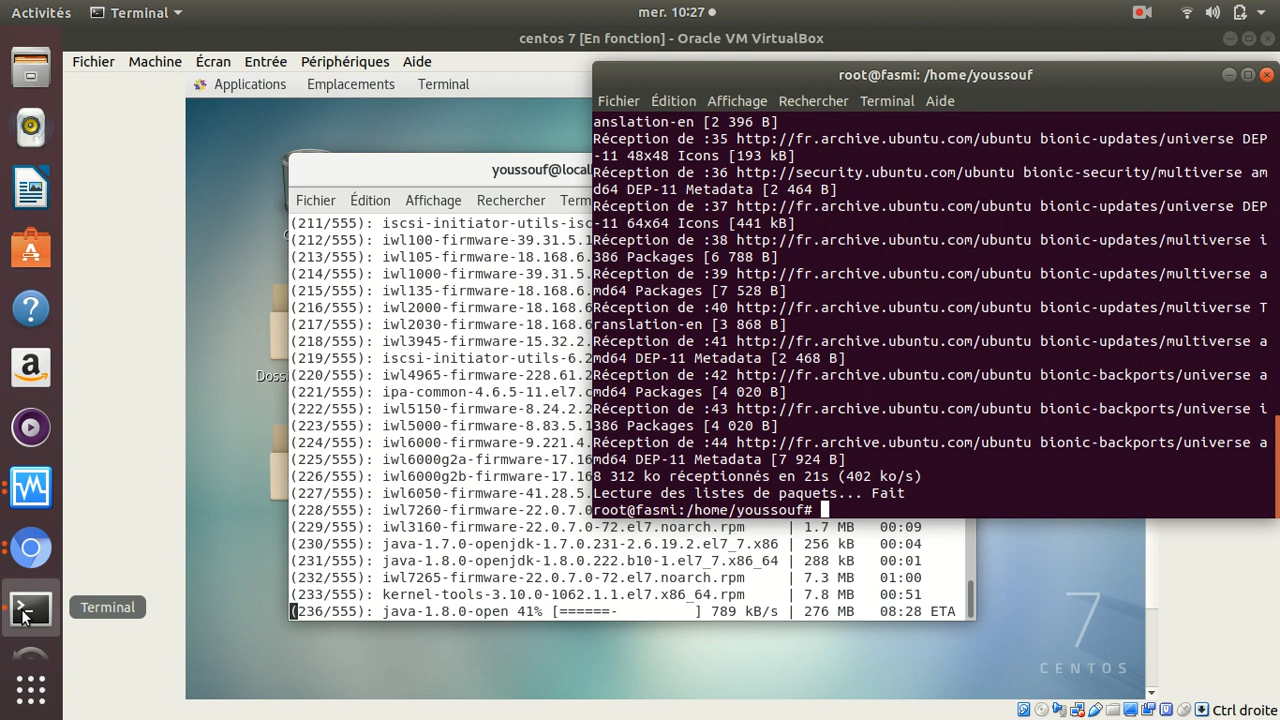 Activités
Terminal
mer. 10:27
centos 7 [En fonction] - Oracle VM VirtualBox
Fichier Machine Écran Entrée Périphériques Aide
Applications Emplacements Terminal
youssouf@local
Fichier Édition Affichage Rechercher Term
(211/555): iscsi-initiator-utils-isc
(212/555): iwl100-firmware-39.31.5.1
(213/555): iwl105-firmware-18.168.6.
(214/555): iwl1000-firmware-39.31.5.
(215/555): iwl135-firmware-18.168.6.
(216/555): iwl2000-firmware-18.168.6
(217/555): iwl2030-firmware-18.168.6
(218/555): iwl3945-firmware-15.32.2.
(219/555): iscsi-initiator-utils-6.2
(220/555): iwl4965-firmware-228.61.2
(221/555): ipa-common-4.6.5-11.el7.c
(222/555): iwl5150-firmware-8.24.2.2
(223/555): iwl5000-firmware-8.83.5.1
(224/555): iwl6000-firmware-9.221.4.
(225/555): iwl6000g2a-firmware-17.16
(226/555): iwl6000g2b-firmware-17.16
(227/555): iwl6050-firmware-41.28.5.
(228/555): iwl7260-firmware-22.0.7.0
(229/555): iwl3160-firmware-22.0.7.0-72.el7.noarch.rpm | 1.7 MB 00:09
(230/555): java-1.7.0-openjdk-1.7.0.231-2.6.19.2.el7_7.x86 | 256 kB 00:04
(231/555): java-1.8.0-openjdk-1.8.0.222.b10-1.el7_7.x86_64 | 288 kB 00:01
(232/555): iwl7265-firmware-22.0.7.0-72.el7.noarch.rpm | 7.3 MB 01:00
(233/555): kernel-tools-3.10.0-1062.1.1.el7.x86_64.rpm | 7.8 MB 00:51
(236/555): java-1.8.0-open 41% [======- ] 789 kB/s | 276 MB 08:28 ETA
root@fasmi: /home/youssouf
Fichier Édition Affichage Rechercher Terminal Aide
anslation-en [2 396 B]
Réception de :35 http://fr.archive.ubuntu.com/ubuntu bionic-updates/universe DEP
-11 48x48 Icons [193 kB]
Réception de :36 http://security.ubuntu.com/ubuntu bionic-security/multiverse am
d64 DEP-11 Metadata [2 464 B]
Réception de :37 http://fr.archive.ubuntu.com/ubuntu bionic-updates/universe DEP
-11 64x64 Icons [441 kB]
Réception de :38 http://fr.archive.ubuntu.com/ubuntu bionic-updates/multiverse i
386 Packages [6 788 B]
Réception de :39 http://fr.archive.ubuntu.com/ubuntu bionic-updates/multiverse a
md64 Packages [7 528 B]
Réception de :40 http://fr.archive.ubuntu.com/ubuntu bionic-updates/multiverse T
ranslation-en [3 868 B]
Réception de :41 http://fr.archive.ubuntu.com/ubuntu bionic-updates/multiverse a
md64 DEP-11 Metadata [2 468 B]
Réception de :42 http://fr.archive.ubuntu.com/ubuntu bionic-backports/universe a
md64 Packages [4 020 B]
Réception de :43 http://fr.archive.ubuntu.com/ubuntu bionic-backports/universe i
386 Packages [4 020 B]
Réception de :44 http://fr.archive.ubuntu.com/ubuntu bionic-backports/universe a
md64 DEP-11 Metadata [7 924 B]
8 312 ko réceptionnés en 21s (402 ko/s)
Lecture des listes de paquets... Fait
root@fasmi:/home/youssouf#
Doss
Terminal
7
CENTOS
Ctrl droite